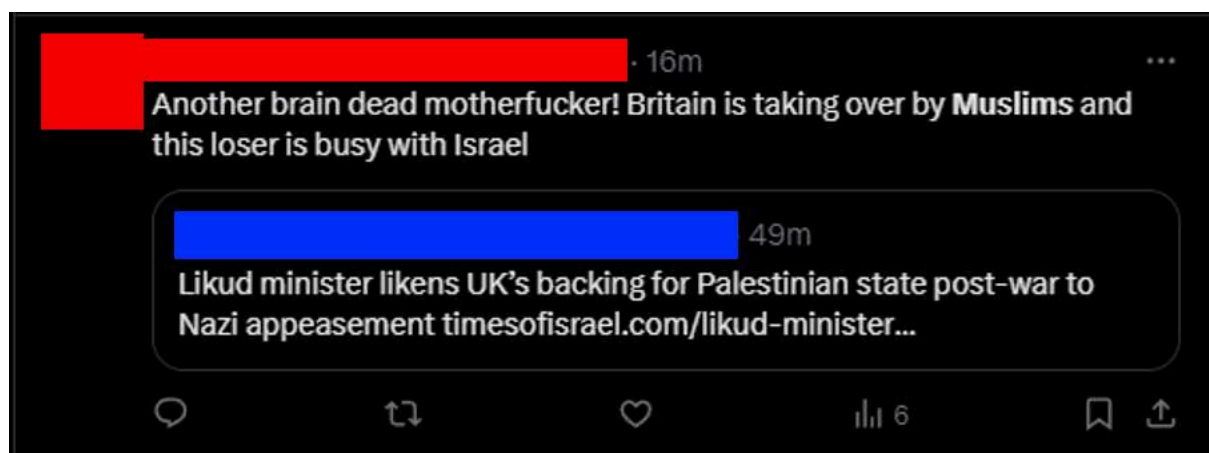 · 16m
Another brain dead motherfucker! Britain is taking over by Muslims and
this loser is busy with Israel
49m
Likud minister likens UK’s backing for Palestinian state post-war to
Nazi appeasement timesofisrael.com/likud-minister...
6